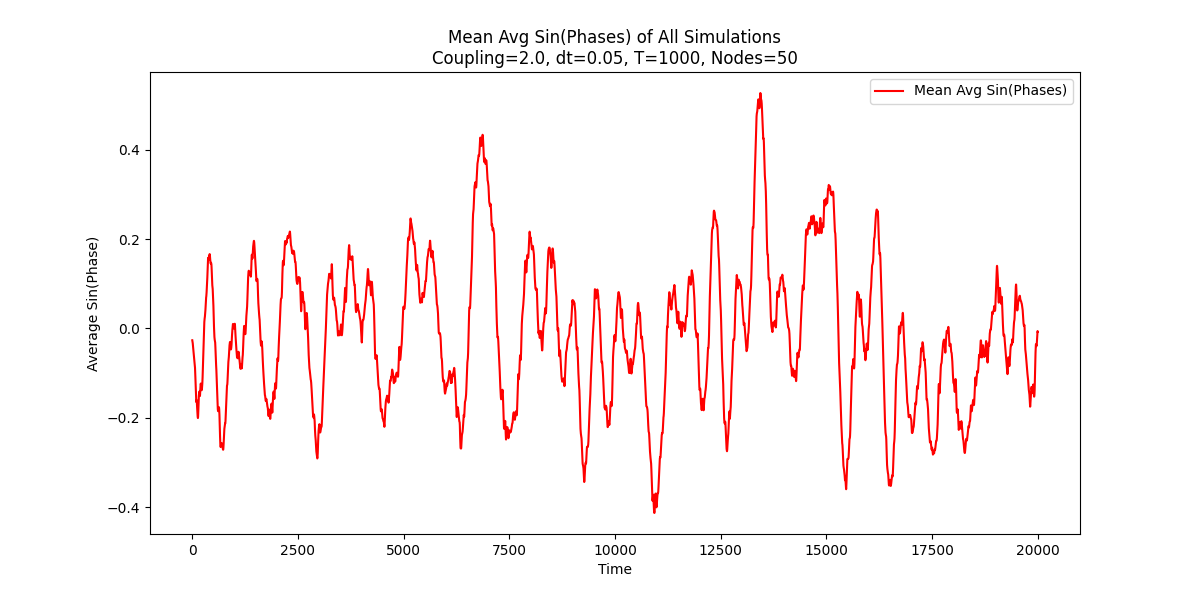 Mean Avg Sin(Phases) of All Simulations
Coupling=2.0, dt=0.05, T=1000, Nodes=50
Mean Avg Sin(Phases)
Average Sin(Phase)
0.4
0.2
0.0
−0.2
−0.4
0 2500 5000 7500 10000 12500 15000 17500 20000
Time